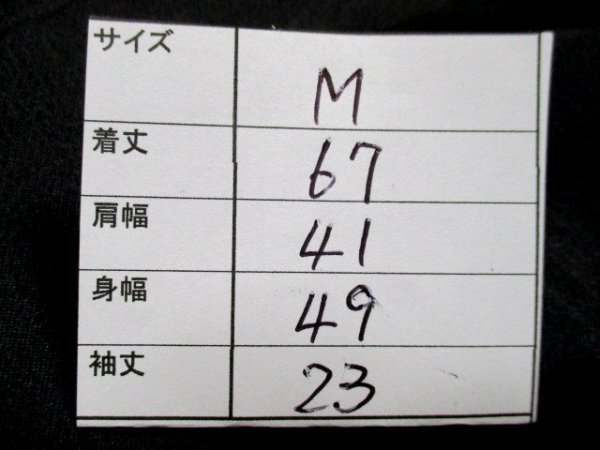 サイズ M
着丈 67
肩幅 41
身幅 49
袖丈 23